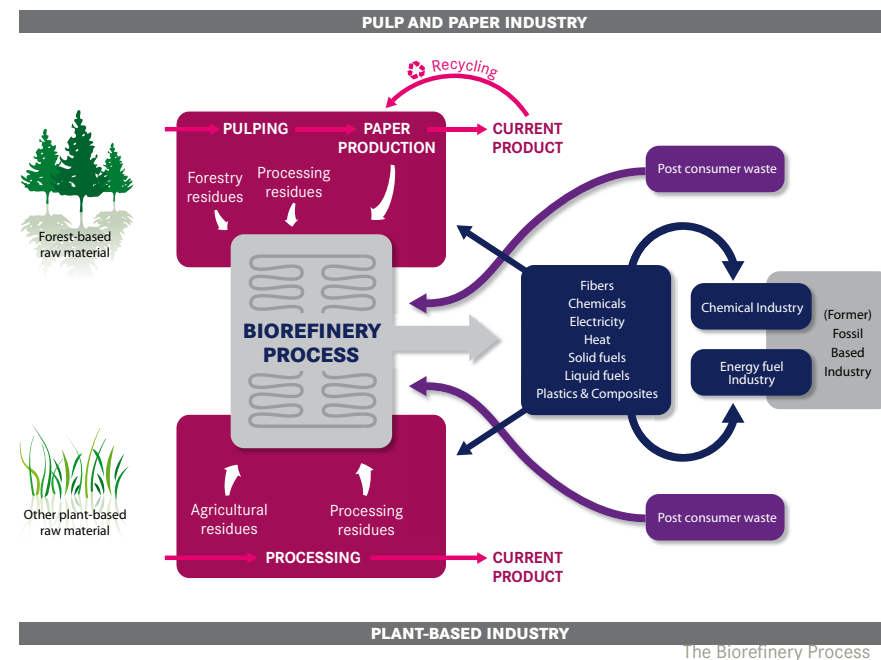 PULP AND PAPER INDUSTRY
Recycling
PULPING
PAPER
PRODUCTION
CURRENT
PRODUCT
Forestry
residues
Processing
residues
Post consumer waste
Forest-based
raw material
BIOREFINERY
PROCESS
Fibers
Chemicals
Electricity
Heat
Solid fuels
Liquid fuels
Plastics & Composites
Chemical Industry
Energy fuel
Industry
(Former)
Fossil
Based
Industry
Other plant-based
raw material
Agricultural
residues
Processing
residues
Post consumer waste
PROCESSING
CURRENT
PRODUCT
PLANT-BASED INDUSTRY
The Biorefinery Process